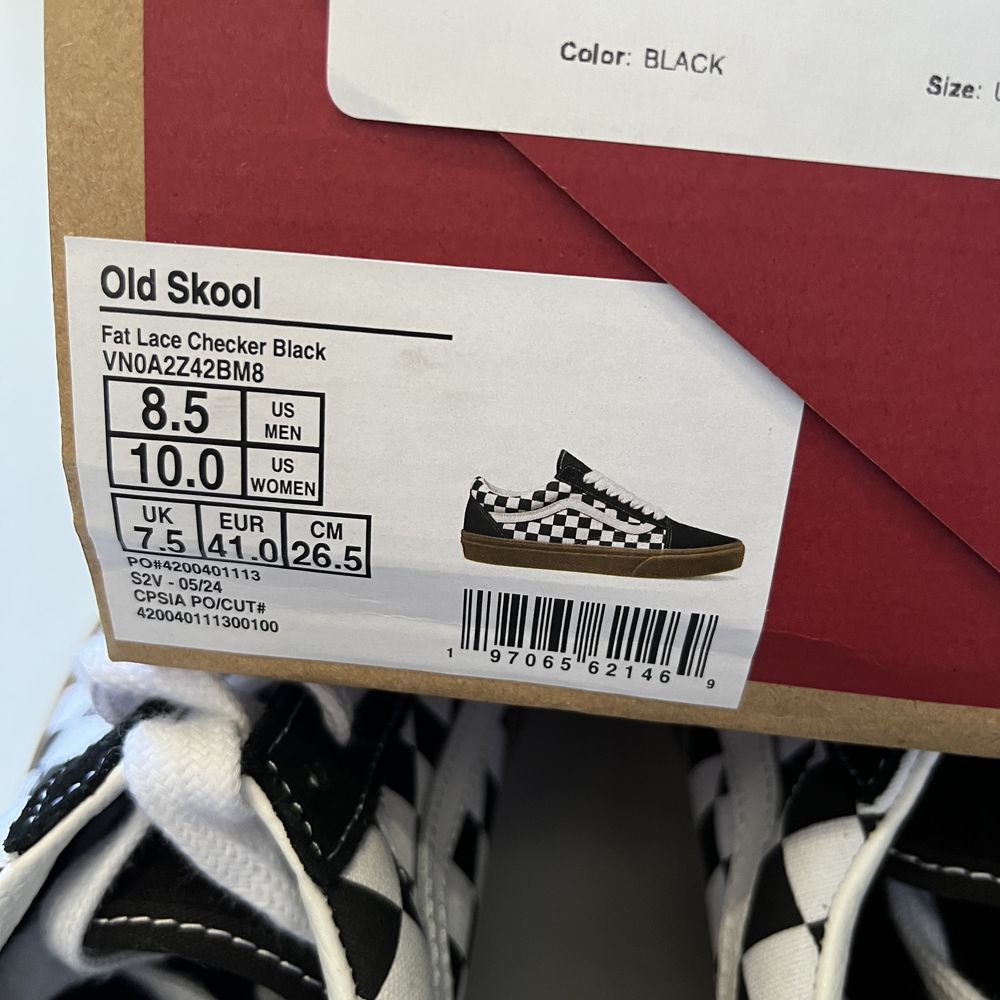 Color: BLACK
Size:
Old Skool
Fat Lace Checker Black
VN0A2Z42BM8
8.5 US MEN
10.0 US WOMEN
UK 7.5 EUR 41.0 CM 26.5
PO#4200401113
S2V - 05/24
CPSIA PO/CUT#
420040111300100
1 97065 62146 9